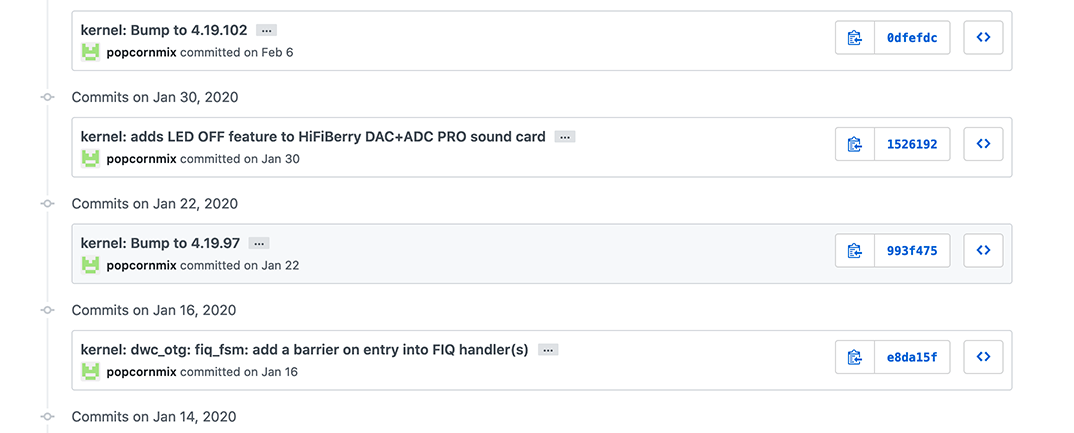 kernel: Bump to 4.19.102 ...
popcornmix committed on Feb 6
0dfefdc
<>
Commits on Jan 30, 2020
kernel: adds LED OFF feature to HiFiBerry DAC+ADC PRO sound card ...
popcornmix committed on Jan 30
1526192
<>
Commits on Jan 22, 2020
kernel: Bump to 4.19.97 ...
popcornmix committed on Jan 22
993f475
<>
Commits on Jan 16, 2020
kernel: dwc_otg: fiq_fsm: add a barrier on entry into FIQ handler(s) ...
popcornmix committed on Jan 16
e8da15f
<>
Commits on Jan 14, 2020